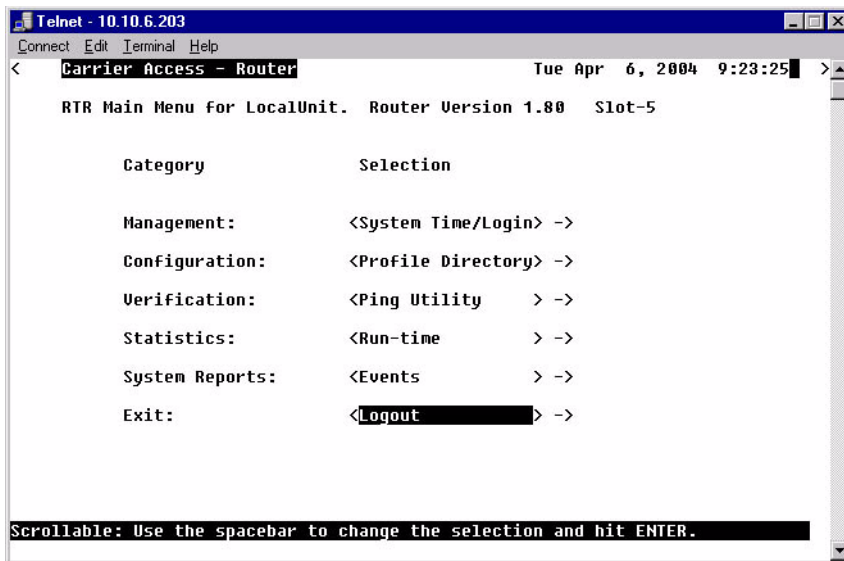 Telnet - 10.10.6.203
Connect Edit Terminal Help
< Carrier Access - Router Tue Apr 6, 2004 9:23:25 >
RTR Main Menu for LocalUnit. Router Version 1.80 Slot-5
Category Selection
Management: <System Time/Login> ->
Configuration: <Profile Directory> ->
Verification: <Ping Utility > ->
Statistics: <Run-time > ->
System Reports: <Events > ->
Exit: <Logout > ->
Scrollable: Use the spacebar to change the selection and hit ENTER.